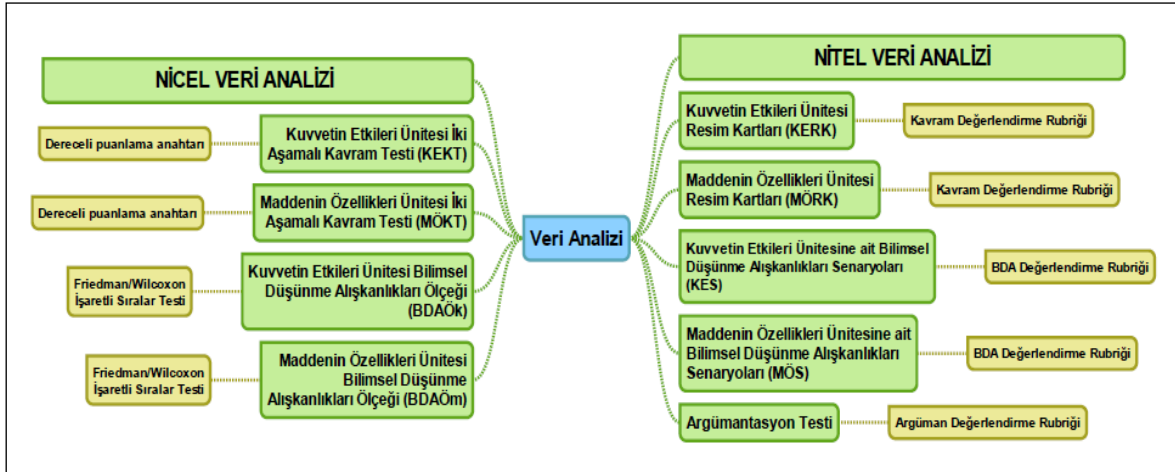 NİCEL VERİ ANALİZİ
Dereceli puanlama anahtarı
Kuvvetin Etkileri Ünitesi İki
Aşamalı Kavram Testi (KEKT)
Dereceli puanlama anahtarı
Maddenin Özellikleri Ünitesi İki
Aşamalı Kavram Testi (MÖKT)
Friedman/Wilcoxon
İşaretli Sıralar Testi
Kuvvetin Etkileri Ünitesi Bilimsel
Düşünme Alışkanlıkları Ölçeği
(BDAÖk)
Friedman/Wilcoxon
İşaretli Sıralar Testi
Maddenin Özellikleri Ünitesi
Bilimsel Düşünme
Alışkanlıkları Ölçeği (BDAÖm)
Veri Analizi
NİTEL VERİ ANALİZİ
Kuvvetin Etkileri Ünitesi
Resim Kartları (KERK)
Kavram Değerlendirme Rubriği
Maddenin Özellikleri Ünitesi
Resim Kartları (MÖRK)
Kavram Değerlendirme Rubriği
Kuvvetin Etkileri Ünitesine ait Bilimsel
Düşünme Alışkanlıkları Senaryoları
(KES)
BDA Değerlendirme Rubriği
Maddenin Özellikleri Ünitesine ait
Bilimsel Düşünme Alışkanlıkları
Senaryoları (MÖS)
BDA Değerlendirme Rubriği
Argümantasyon Testi
Argüman Değerlendirme Rubriği